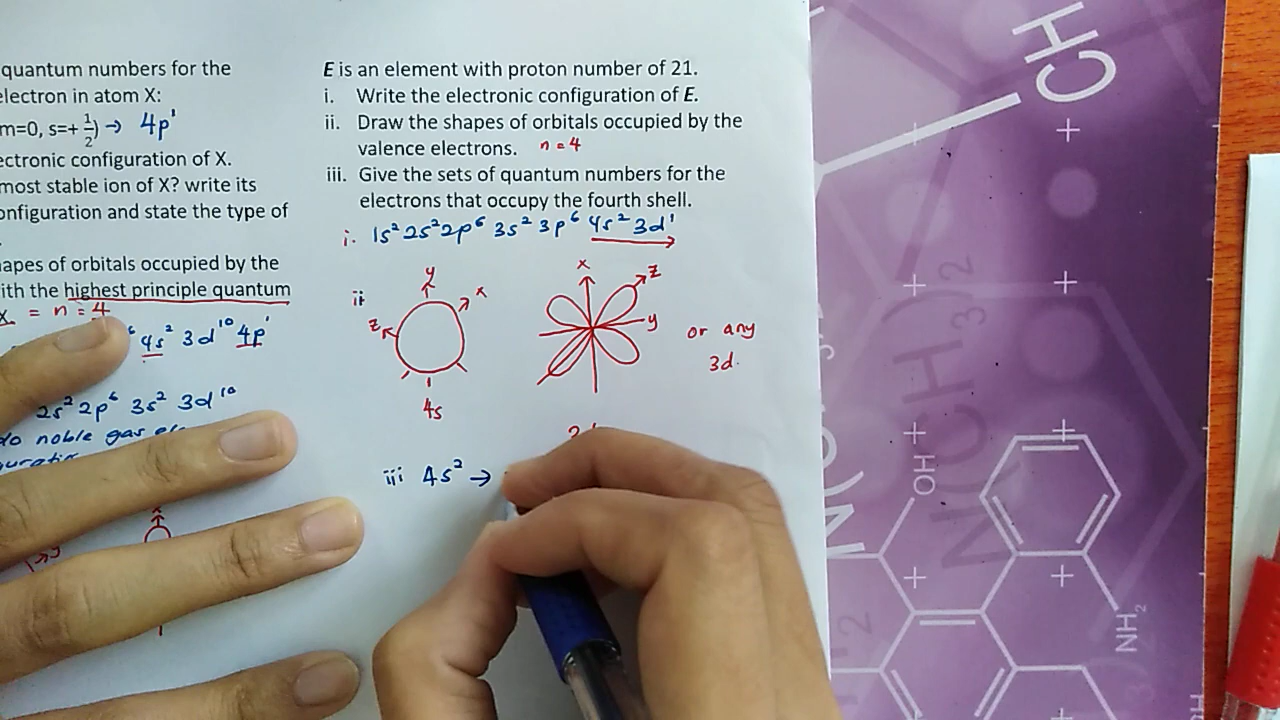 quantum numbers for the
electron in atom X:
m=0, s=+ 1/2) → 4p¹
ectronic configuration of X.
most stable ion of X? write its
onfiguration and state the type of
apes of orbitals occupied by the
ith the highest principle quantum
X. = n = 4
⁶ 4s² 3d¹⁰ 4p¹
2s² 2p⁶ 3s² 3d¹⁰
do noble gas
E is an element with proton number of 21.
i. Write the electronic configuration of E.
ii. Draw the shapes of orbitals occupied by the
valence electrons. n = 4
iii. Give the sets of quantum numbers for the
electrons that occupy the fourth shell.
i. 1s² 2s² 2p⁶ 3s² 3p⁶ 4s² 3d¹
ii
y
x
z
4s
x
z
y
or any
3d.
iii 4s² →
CH
N(CH₃)₂
OH
NH₂